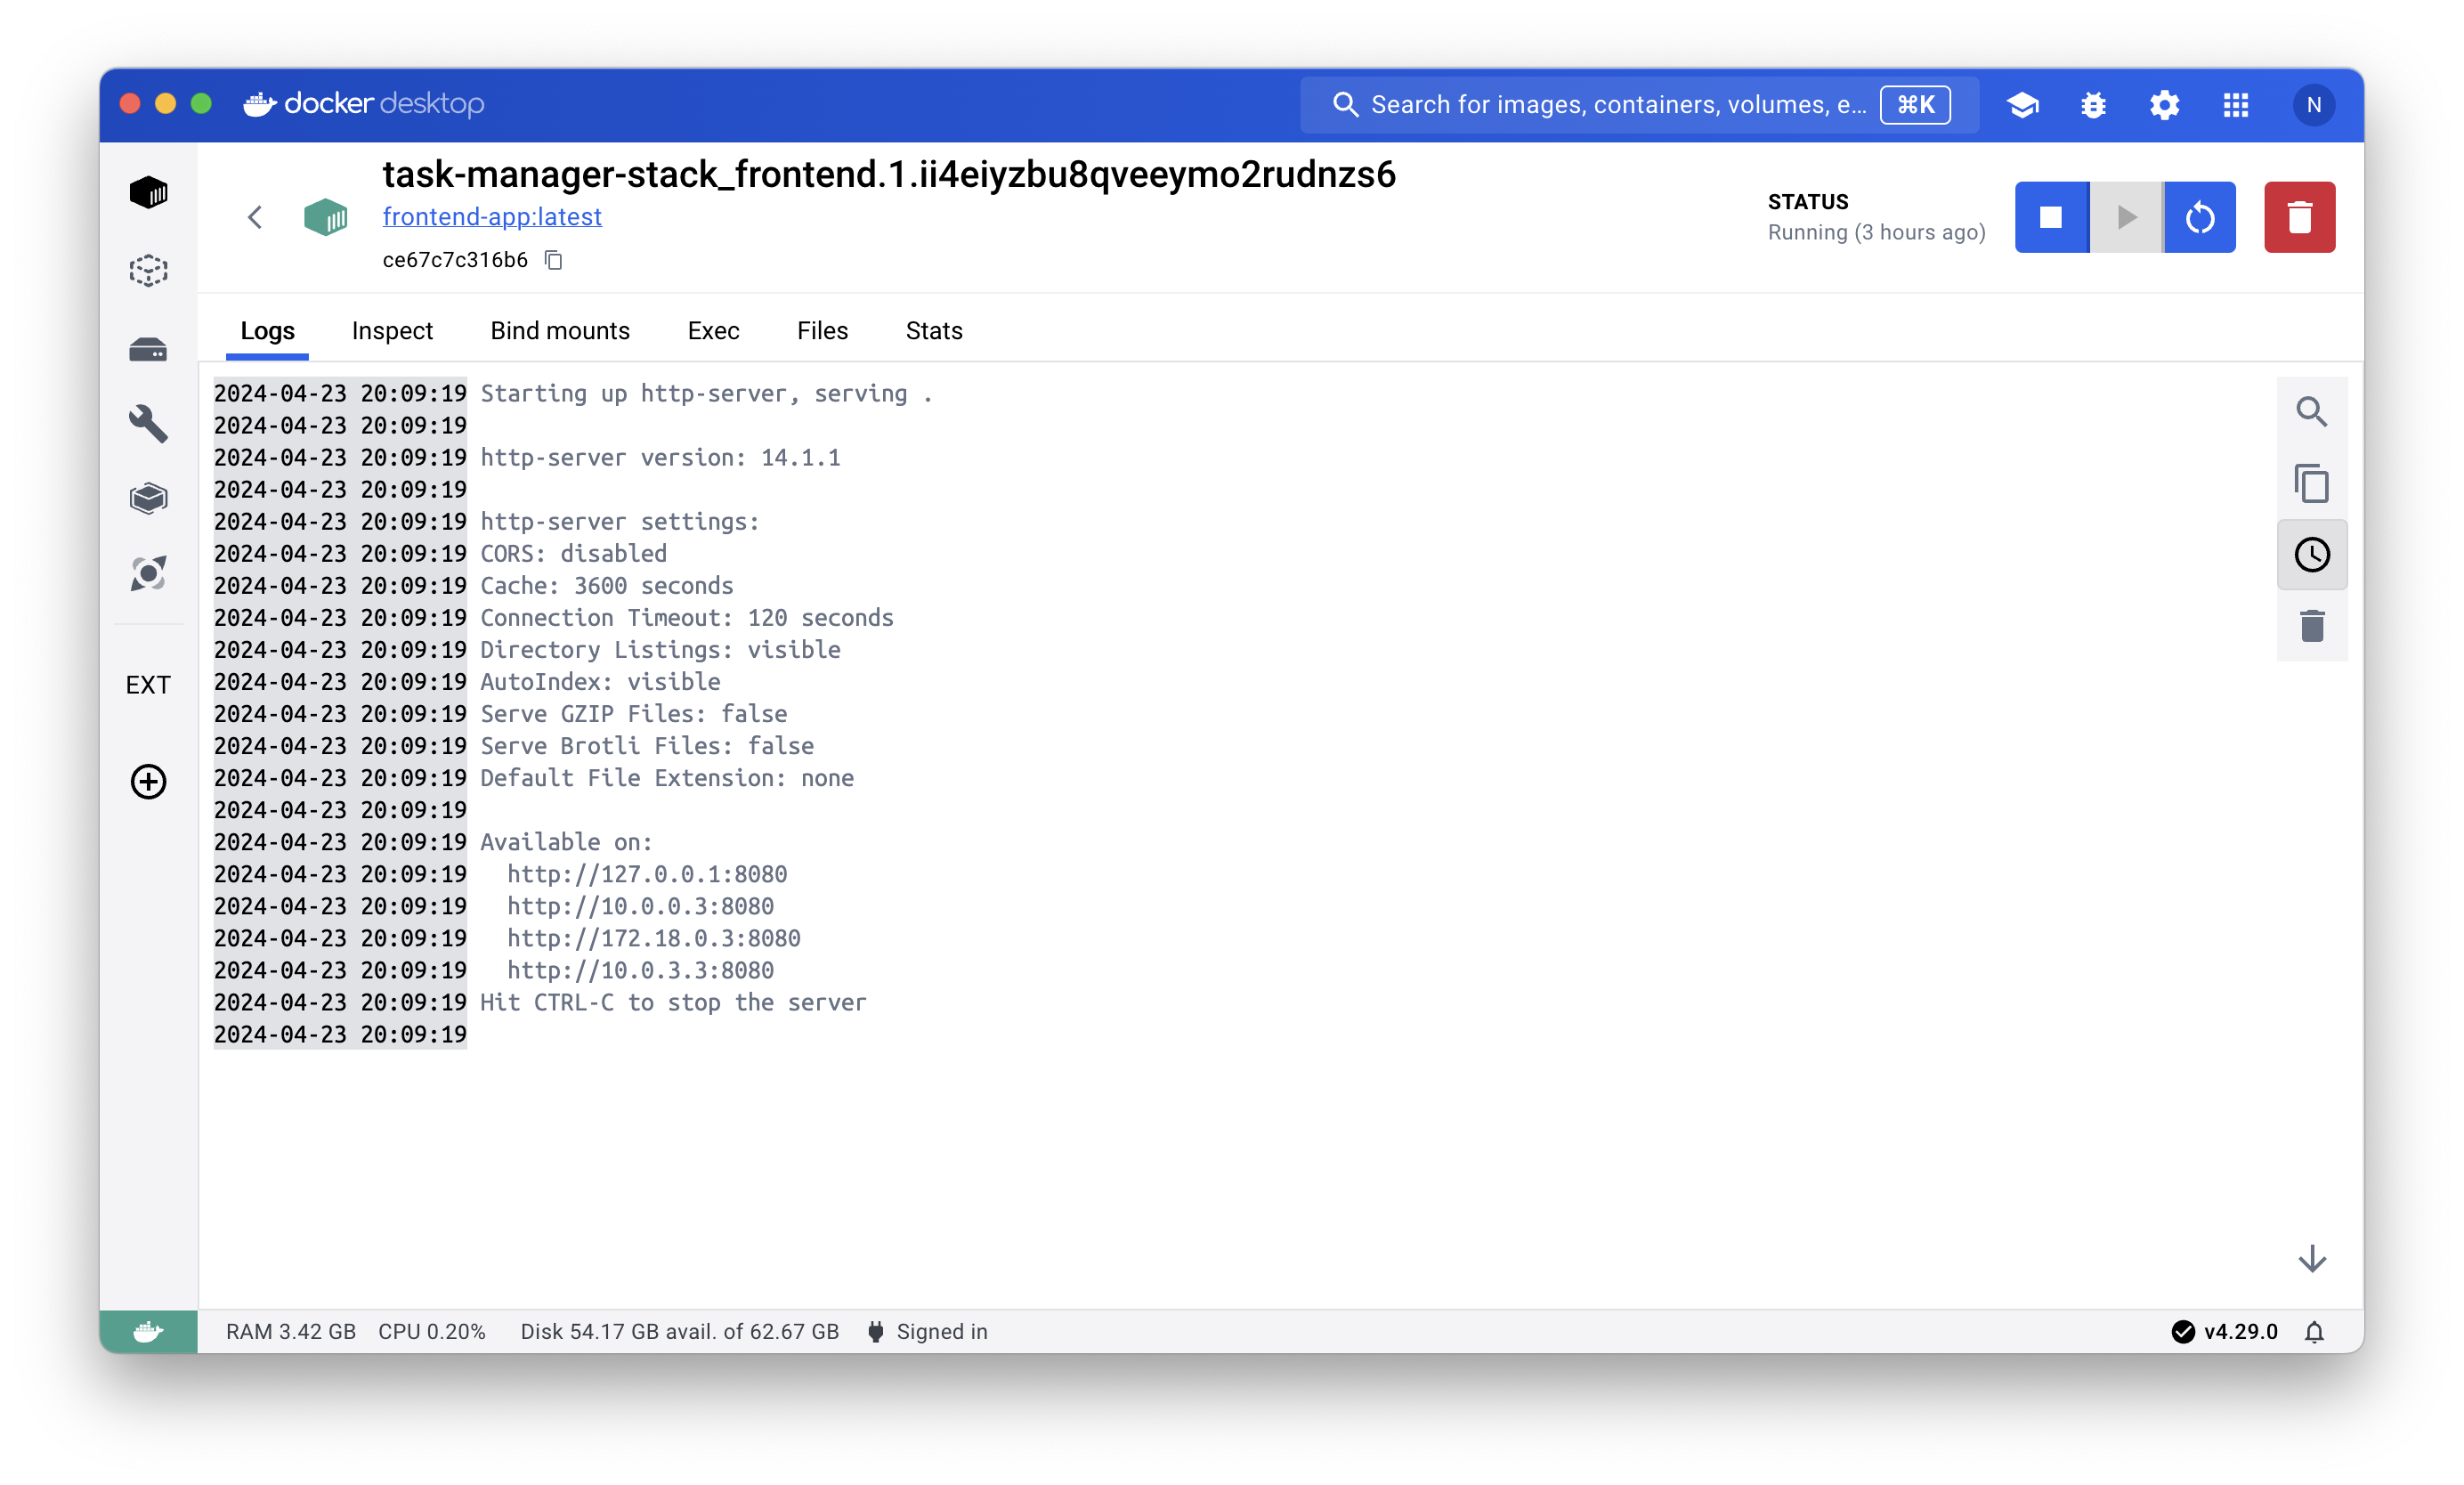 docker desktop
Search for images, containers, volumes, e... ⌘K
N
task-manager-stack_frontend.1.ii4eiyzbu8qveeymo2rudnzs6
frontend-app:latest
ce67c7c316b6
STATUS
Running (3 hours ago)
Logs Inspect Bind mounts Exec Files Stats
2024-04-23 20:09:19 Starting up http-server, serving .
2024-04-23 20:09:19
2024-04-23 20:09:19 http-server version: 14.1.1
2024-04-23 20:09:19
2024-04-23 20:09:19 http-server settings:
2024-04-23 20:09:19 CORS: disabled
2024-04-23 20:09:19 Cache: 3600 seconds
2024-04-23 20:09:19 Connection Timeout: 120 seconds
2024-04-23 20:09:19 Directory Listings: visible
2024-04-23 20:09:19 AutoIndex: visible
2024-04-23 20:09:19 Serve GZIP Files: false
2024-04-23 20:09:19 Serve Brotli Files: false
2024-04-23 20:09:19 Default File Extension: none
2024-04-23 20:09:19
2024-04-23 20:09:19 Available on:
2024-04-23 20:09:19 http://127.0.0.1:8080
2024-04-23 20:09:19 http://10.0.0.3:8080
2024-04-23 20:09:19 http://172.18.0.3:8080
2024-04-23 20:09:19 http://10.0.3.3:8080
2024-04-23 20:09:19 Hit CTRL-C to stop the server
2024-04-23 20:09:19
EXT
RAM 3.42 GB CPU 0.20% Disk 54.17 GB avail. of 62.67 GB Signed in
v4.29.0